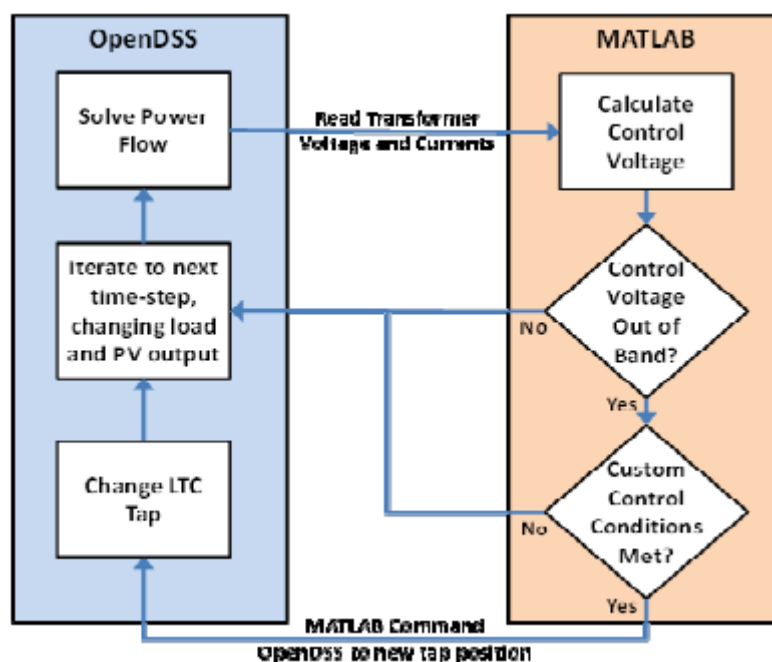 OpenDSS
MATLAB
Solve Power
Flow
Read Transformer
Voltage and Currents
Calculate
Control
Voltage
Iterate to next
time-step,
changing load
and PV output
Control
Voltage
Out of
Band?
No
Yes
Change LTC
Tap
Custom
Control
Conditions
Met?
No
Yes
MATLAB Command
OpenDSS to new tap position